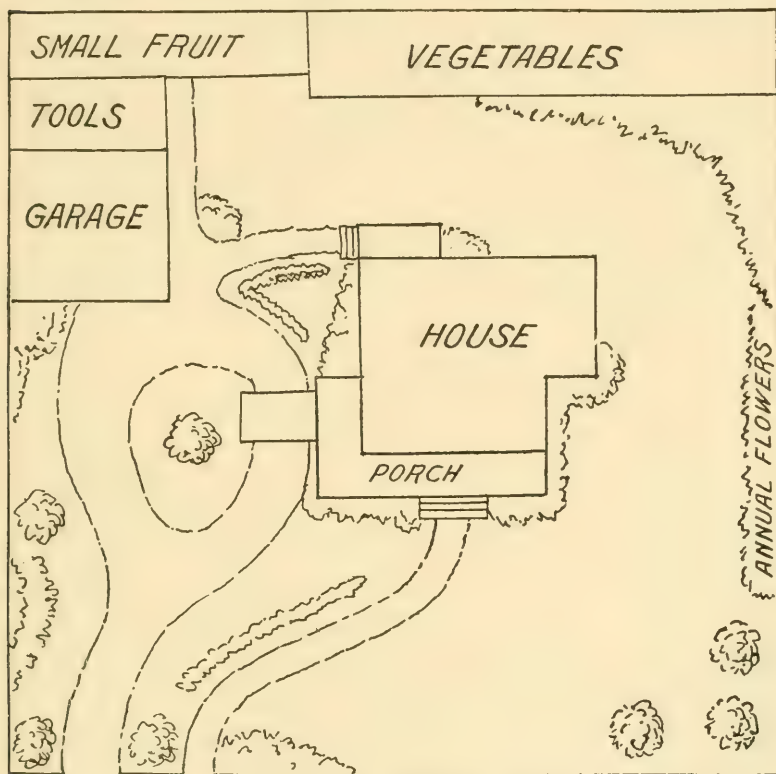 SMALL FRUIT
VEGETABLES
TOOLS
GARAGE
HOUSE
PORCH
ANNUAL FLOWERS